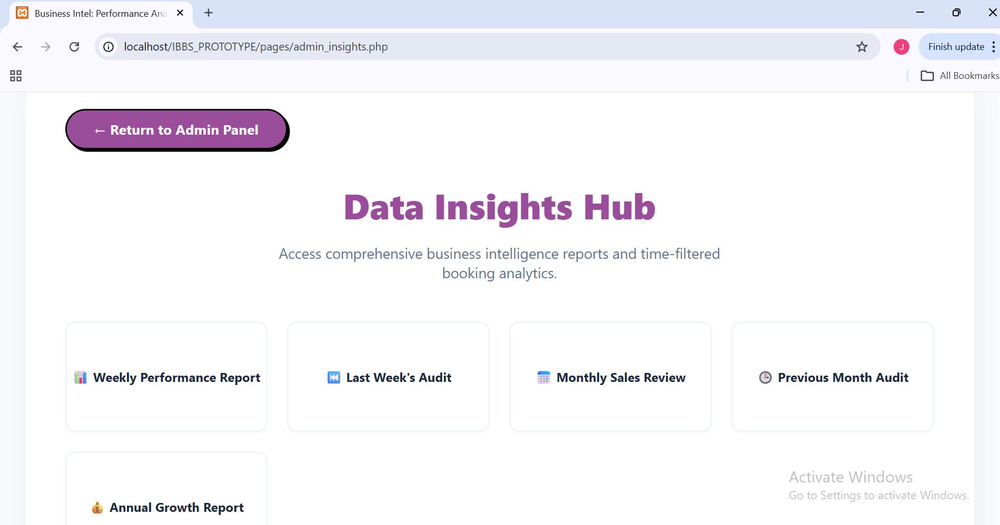 Business Intel: Performance Ana
localhost/IBBS_PROTOTYPE/pages/admin_insights.php
J
Finish update
All Bookmarks
← Return to Admin Panel
Data Insights Hub
Access comprehensive business intelligence reports and time-filtered
booking analytics.
Weekly Performance Report
Last Week's Audit
Monthly Sales Review
Previous Month Audit
Annual Growth Report
Activate Windows
Go to Settings to activate Windows.